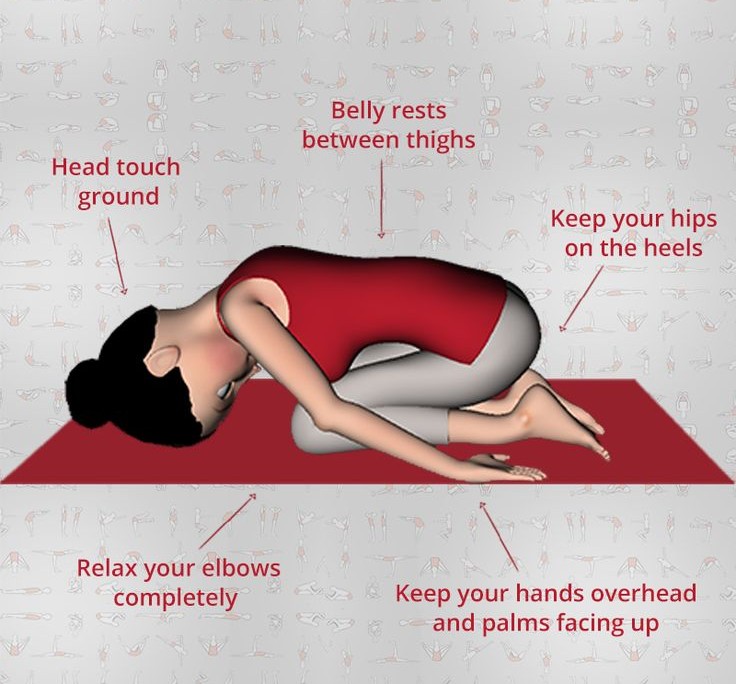 Belly rests
between thighs
Head touch
ground
Keep your hips
on the heels
Relax your elbows
completely
Keep your hands overhead
and palms facing up